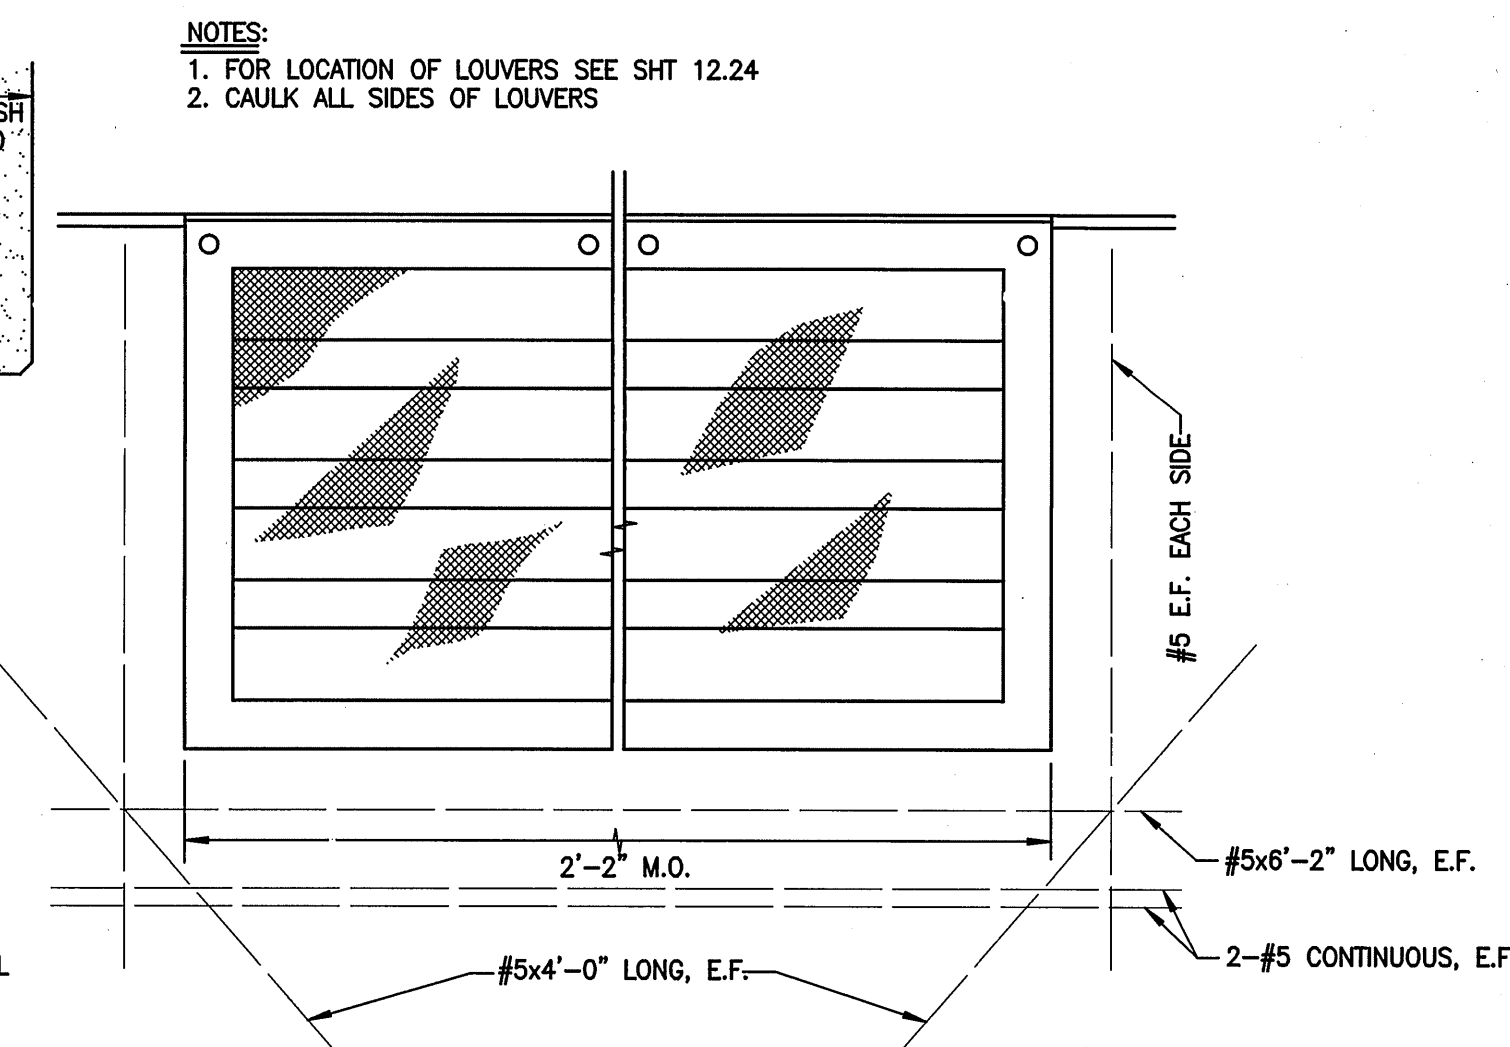 NOTES:
1. FOR LOCATION OF LOUVERS SEE SHT 12.24
2. CAULK ALL SIDES OF LOUVERS
#5 E.F. EACH SIDE
2'-2" M.O.
#5x6'-2" LONG, E.F.
2-#5 CONTINUOUS, E.F
#5x4'-0" LONG, E.F.